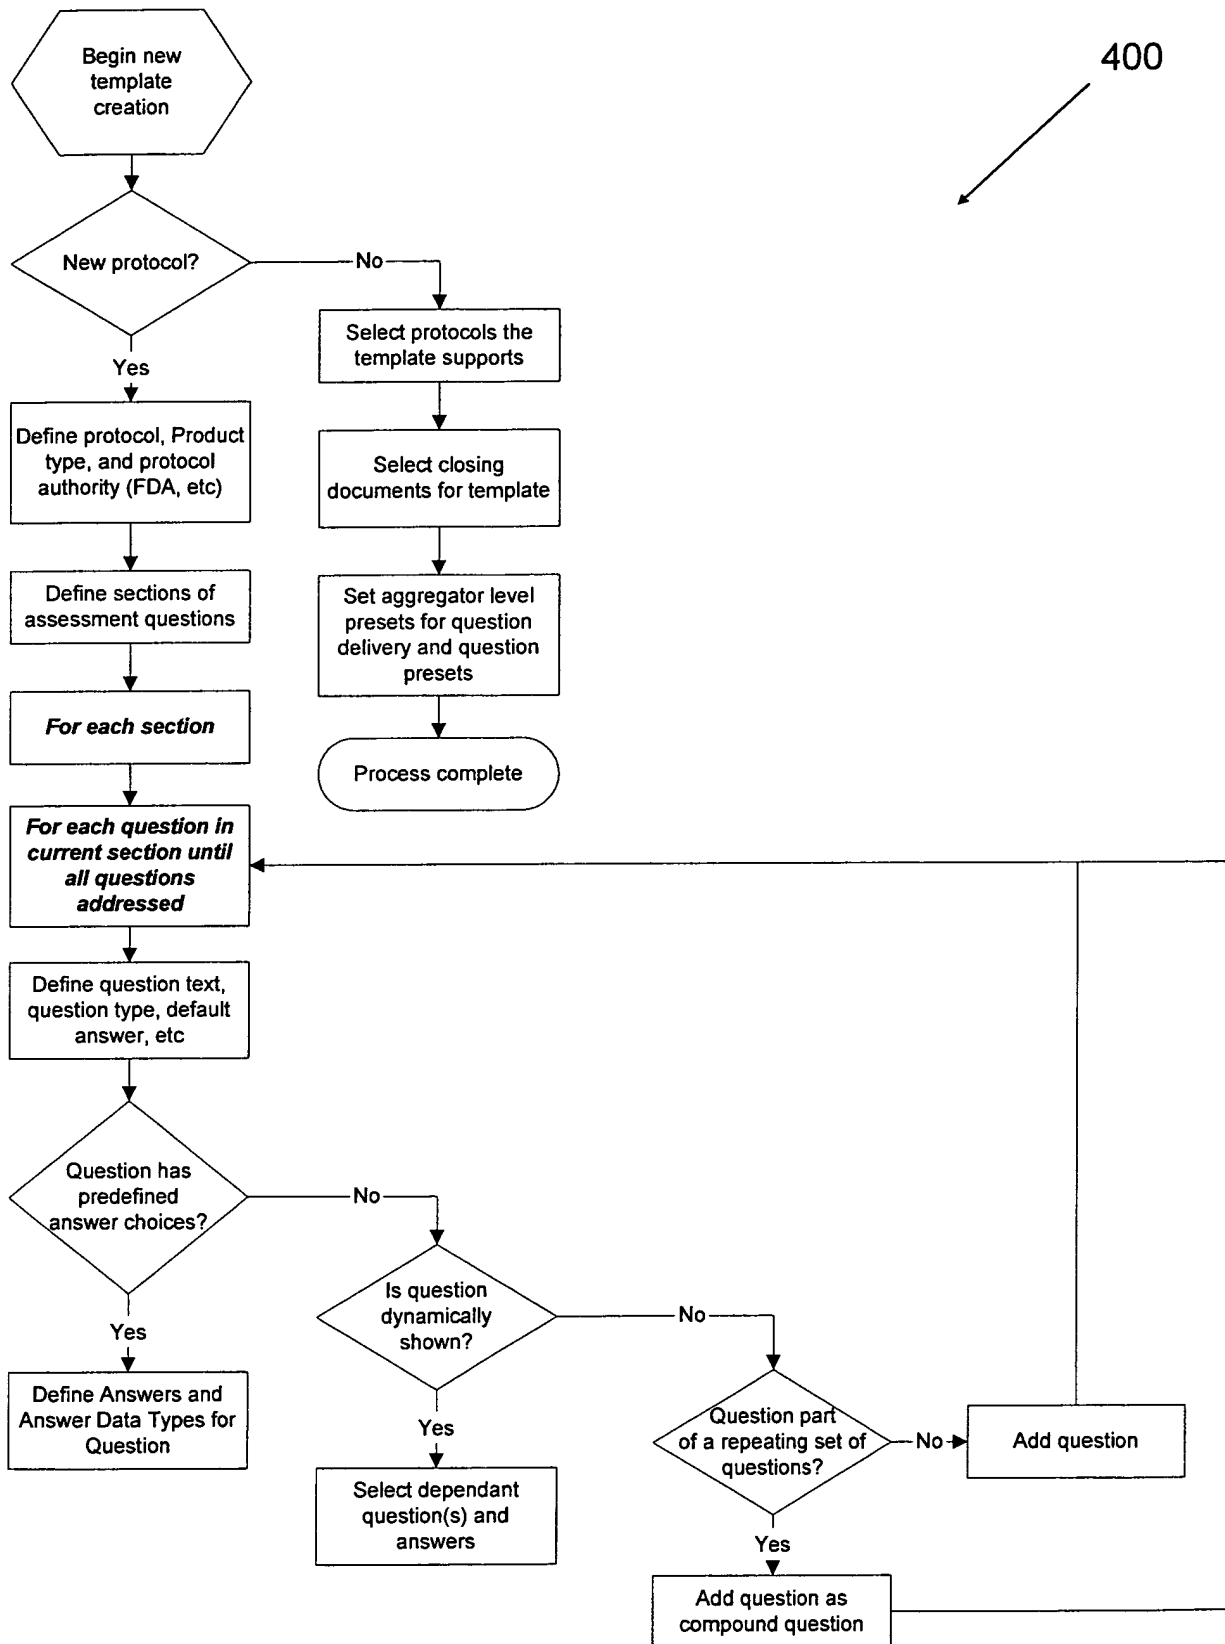 Begin new
template
creation
400
New protocol?
No
Yes
Select protocols the
template supports
Define protocol, Product
type, and protocol
authority (FDA, etc)
Select closing
documents for template
Define sections of
assessment questions
Set aggregator level
presets for question
delivery and question
presets
For each section
Process complete
For each question in
current section until
all questions
addressed
Define question text,
question type, default
answer, etc
Question has
predefined
answer choices?
No
Yes
Is question
dynamically
shown?
No
Define Answers and
Answer Data Types for
Question
Yes
Question part
of a repeating set of
questions?
No
Add question
Select dependant
question(s) and
answers
Yes
Add question as
compound question